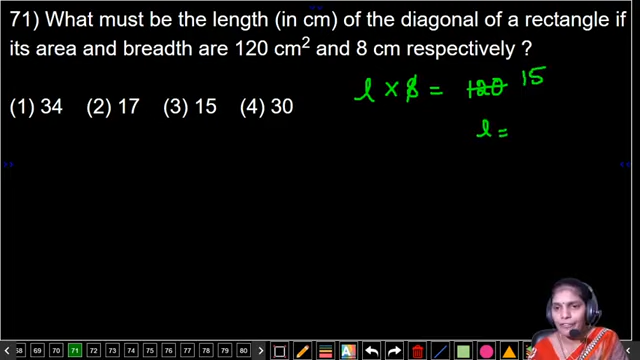 71) What must be the length (in cm) of the diagonal of a rectangle if
its area and breadth are 120 cm² and 8 cm respectively ?
l × 8 = 120 15
(1) 34 (2) 17 (3) 15 (4) 30
l =
68 69 70 71 72 73 74 75 76 77 78 79 80